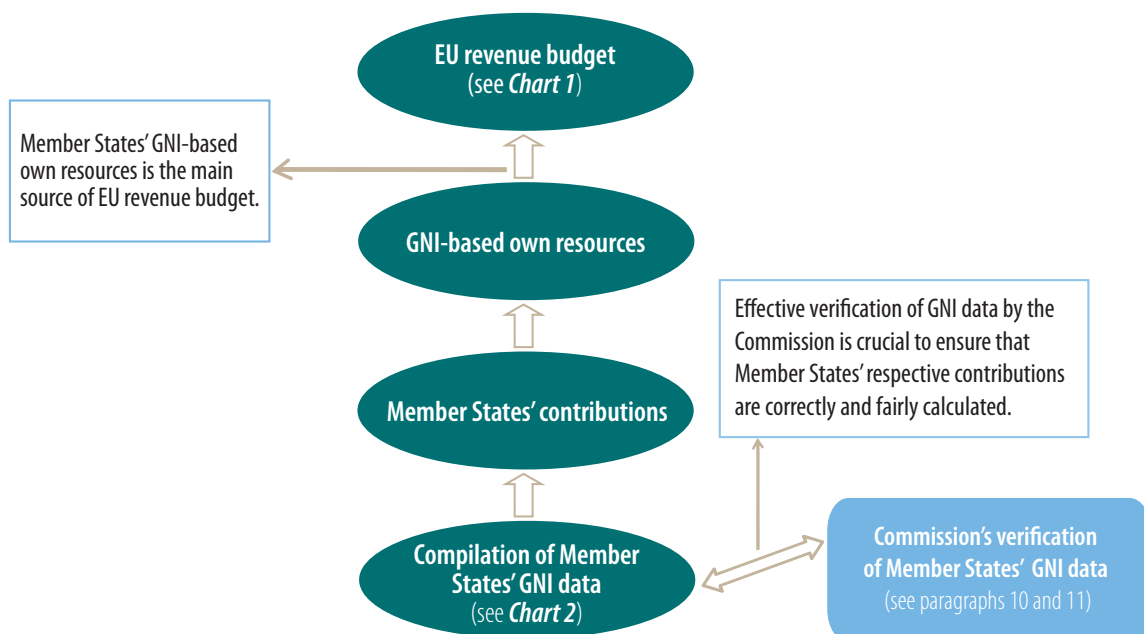 EU revenue budget
(see Chart 1)
Member States’ GNI-based
own resources is the main
source of EU revenue budget.
GNI-based own resources
Effective verification of GNI data by the
Commission is crucial to ensure that
Member States’ respective contributions
are correctly and fairly calculated.
Member States’ contributions
Compilation of Member
States’ GNI data
(see Chart 2)
Commission’s verification
of Member States’ GNI data
(see paragraphs 10 and 11)